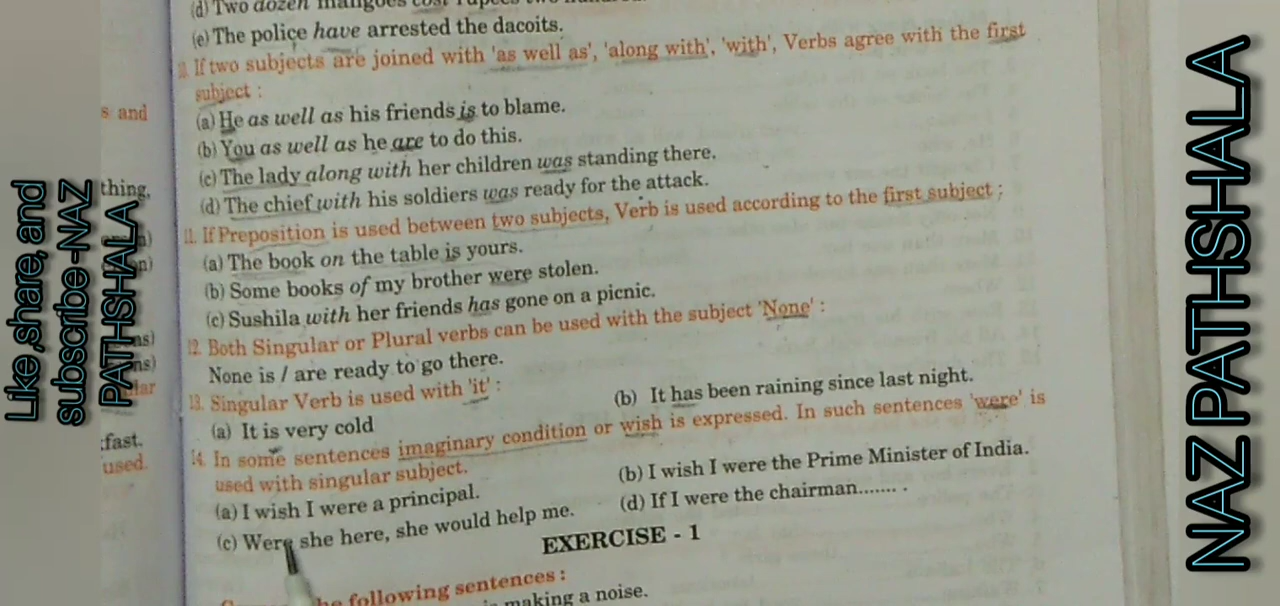 (d) Two dozen mangoes cost rupees two
(e) The police have arrested the dacoits.
If two subjects are joined with 'as well as', 'along with', 'with', Verbs agree with the first
subject :
(a) He as well as his friends is to blame.
s and
(b) You as well as he are to do this.
(c) The lady along with her children was standing there.
thing,
(d) The chief with his soldiers was ready for the attack.
11. If Preposition is used between two subjects, Verb is used according to the first subject ;
(a) The book on the table is yours.
(b) Some books of my brother were stolen.
(c) Sushila with her friends has gone on a picnic.
12. Both Singular or Plural verbs can be used with the subject 'None' :
None is / are ready to go there.
13. Singular Verb is used with 'it' :
(a) It is very cold
(b) It has been raining since last night.
fast.
14. In some sentences imaginary condition or wish is expressed. In such sentences 'were' is
used.
used with singular subject.
(a) I wish I were a principal.
(b) I wish I were the Prime Minister of India.
(c) Were she here, she would help me.
(d) If I were the chairman....... .
EXERCISE - 1
following sentences :
making a noise.
Like ,share, and
subscribe -NAZ
PATHSHALA
NAZ PATHSHALA